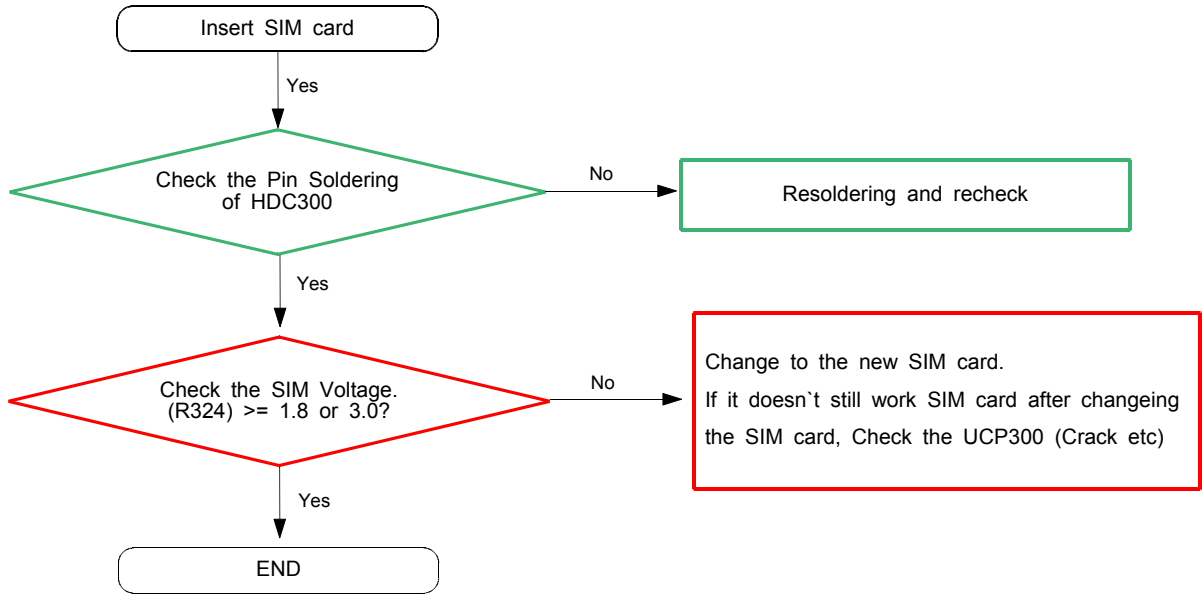 Insert SIM card
Yes
Check the Pin Soldering
of HDC300
No
Resoldering and recheck
Yes
Check the SIM Voltage.
(R324) >= 1.8 or 3.0?
No
Change to the new SIM card.
If it doesn`t still work SIM card after changeing
the SIM card, Check the UCP300 (Crack etc)
Yes
END